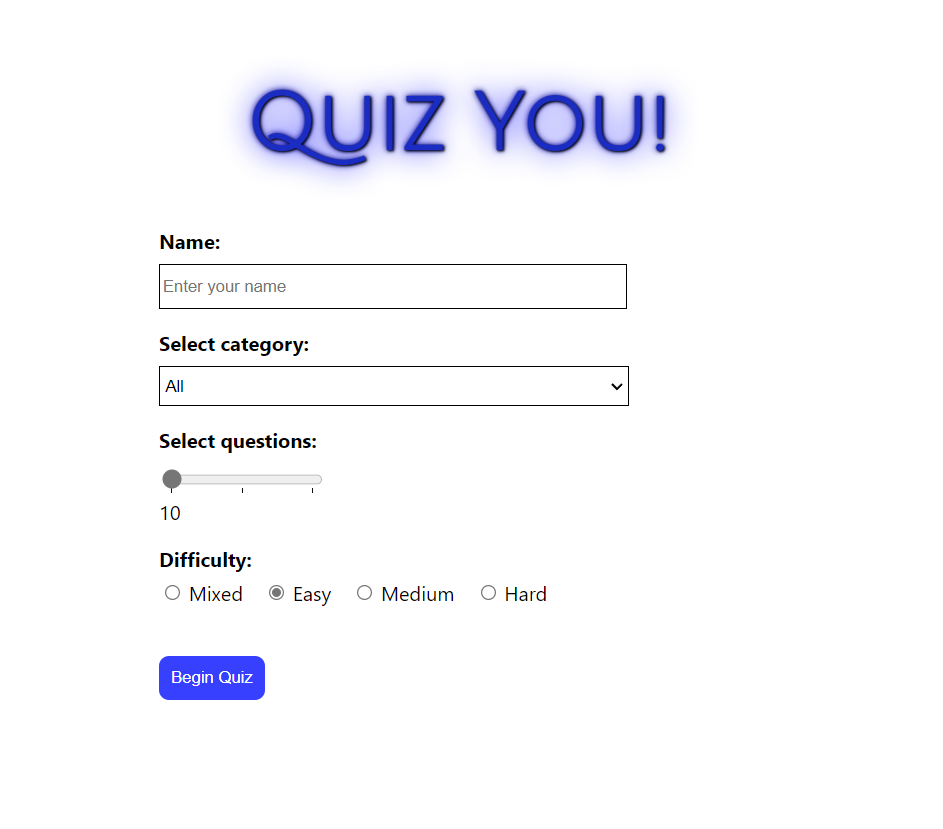 QUIZ YOU!
Name:
Enter your name
Select category:
All
Select questions:
10
Difficulty:
Mixed Easy Medium Hard
Begin Quiz